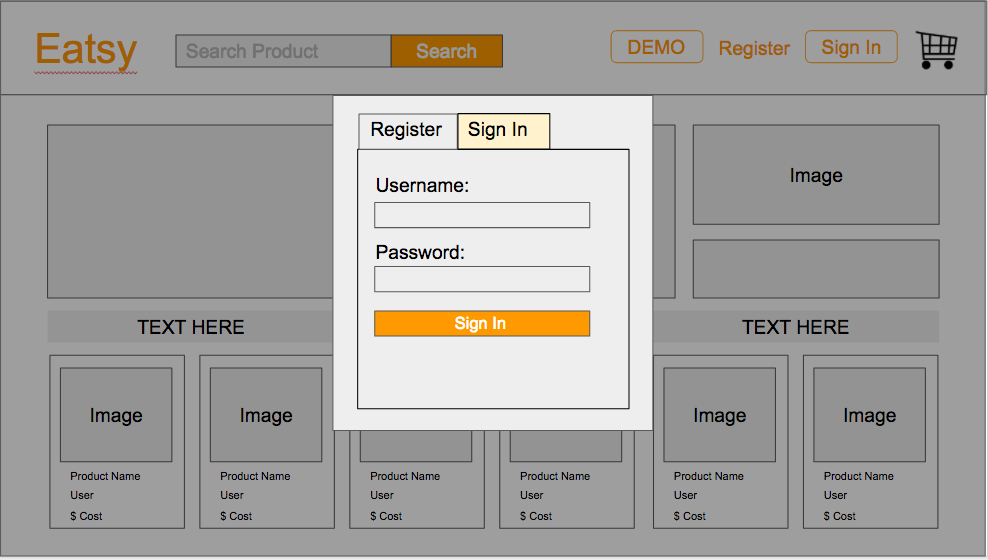 Eatsy
Search Product
Search
DEMO
Register
Sign In
Register
Sign In
Username:
Password:
Sign In
Image
TEXT HERE
TEXT HERE
Image
Image
Image
Image
Product Name
Product Name
Product Name
Product Name
Product Name
Product Name
User
User
User
User
User
User
$ Cost
$ Cost
$ Cost
$ Cost
$ Cost
$ Cost